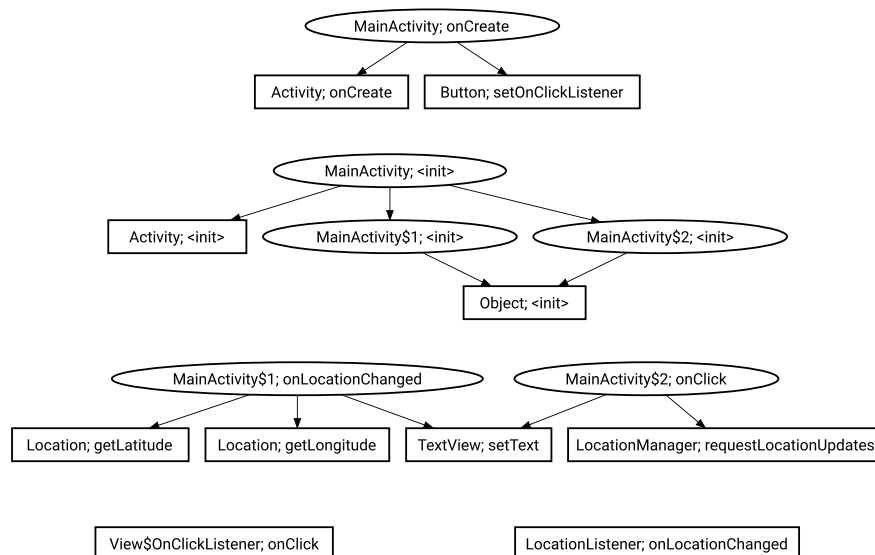 MainActivity; onCreate
Activity; onCreate
Button; setOnClickListener
MainActivity; <init>
Activity; <init>
MainActivity$1; <init>
MainActivity$2; <init>
Object; <init>
MainActivity$1; onLocationChanged
MainActivity$2; onClick
Location; getLatitude
Location; getLongitude
TextView; setText
LocationManager; requestLocationUpdates
View$OnClickListener; onClick
LocationListener; onLocationChanged